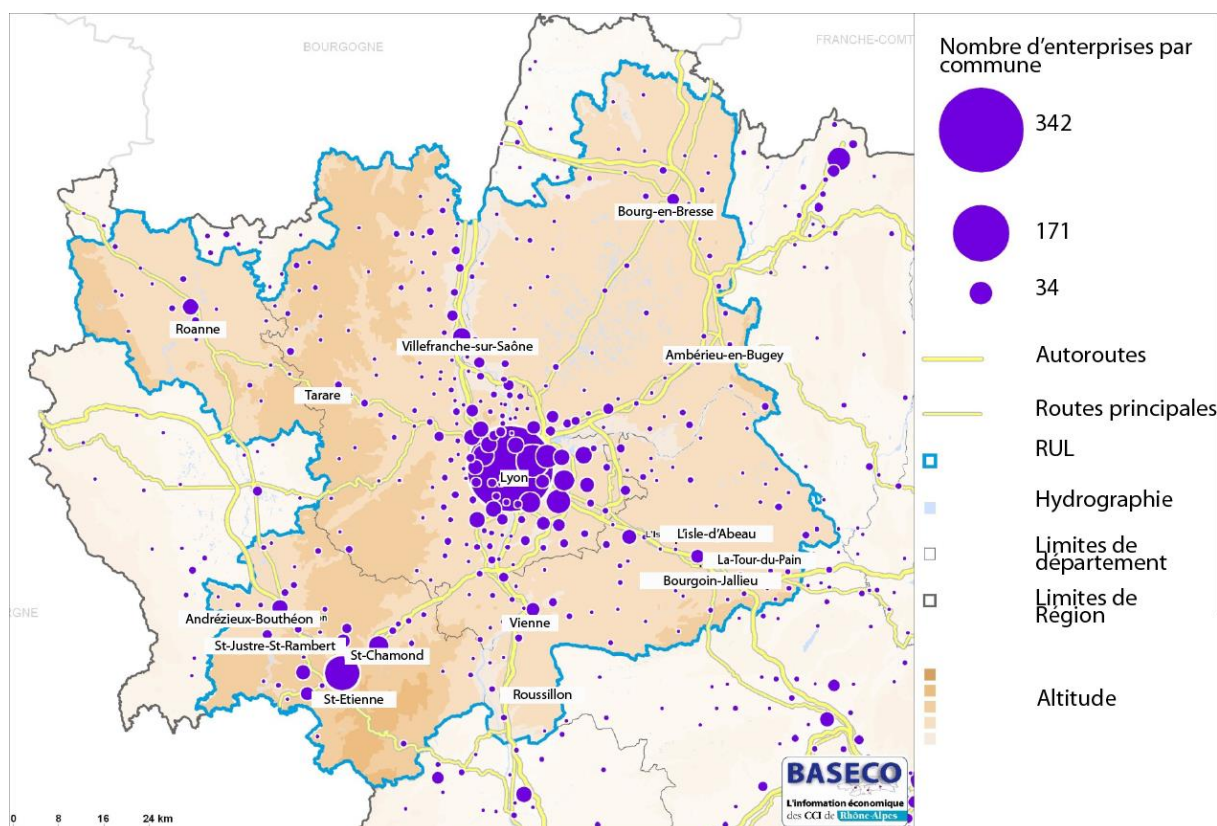 BOURGOGNE
FRANCHE-COMT
Bourg-en-Bresse
Roanne
Villefranche-sur-Saône
Ambérieu-en-Bugey
Tarare
Lyon
L'isle-d'Abeau
La-Tour-du-Pain
Bourgoin-Jallieu
RGNE
Andrézieux-Bouthéon
Vienne
St-Justre-St-Rambert
St-Chamond
St-Etienne
Roussillon
0 8 16 24 km
BASECO
L'information économique
des CCI de Rhône-Alpes
Nombre d'enterprises par
commune
342
171
34
Autoroutes
Routes principales
RUL
Hydrographie
Limites de
département
Limites de
Région
Altitude